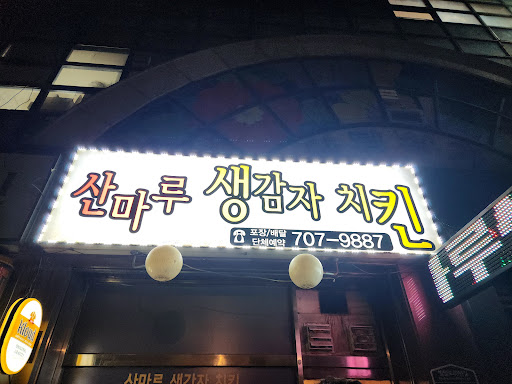 산마루 생감자 치킨
포장/배달
단체예약 707-9887
루
산마루 생감자 치킨